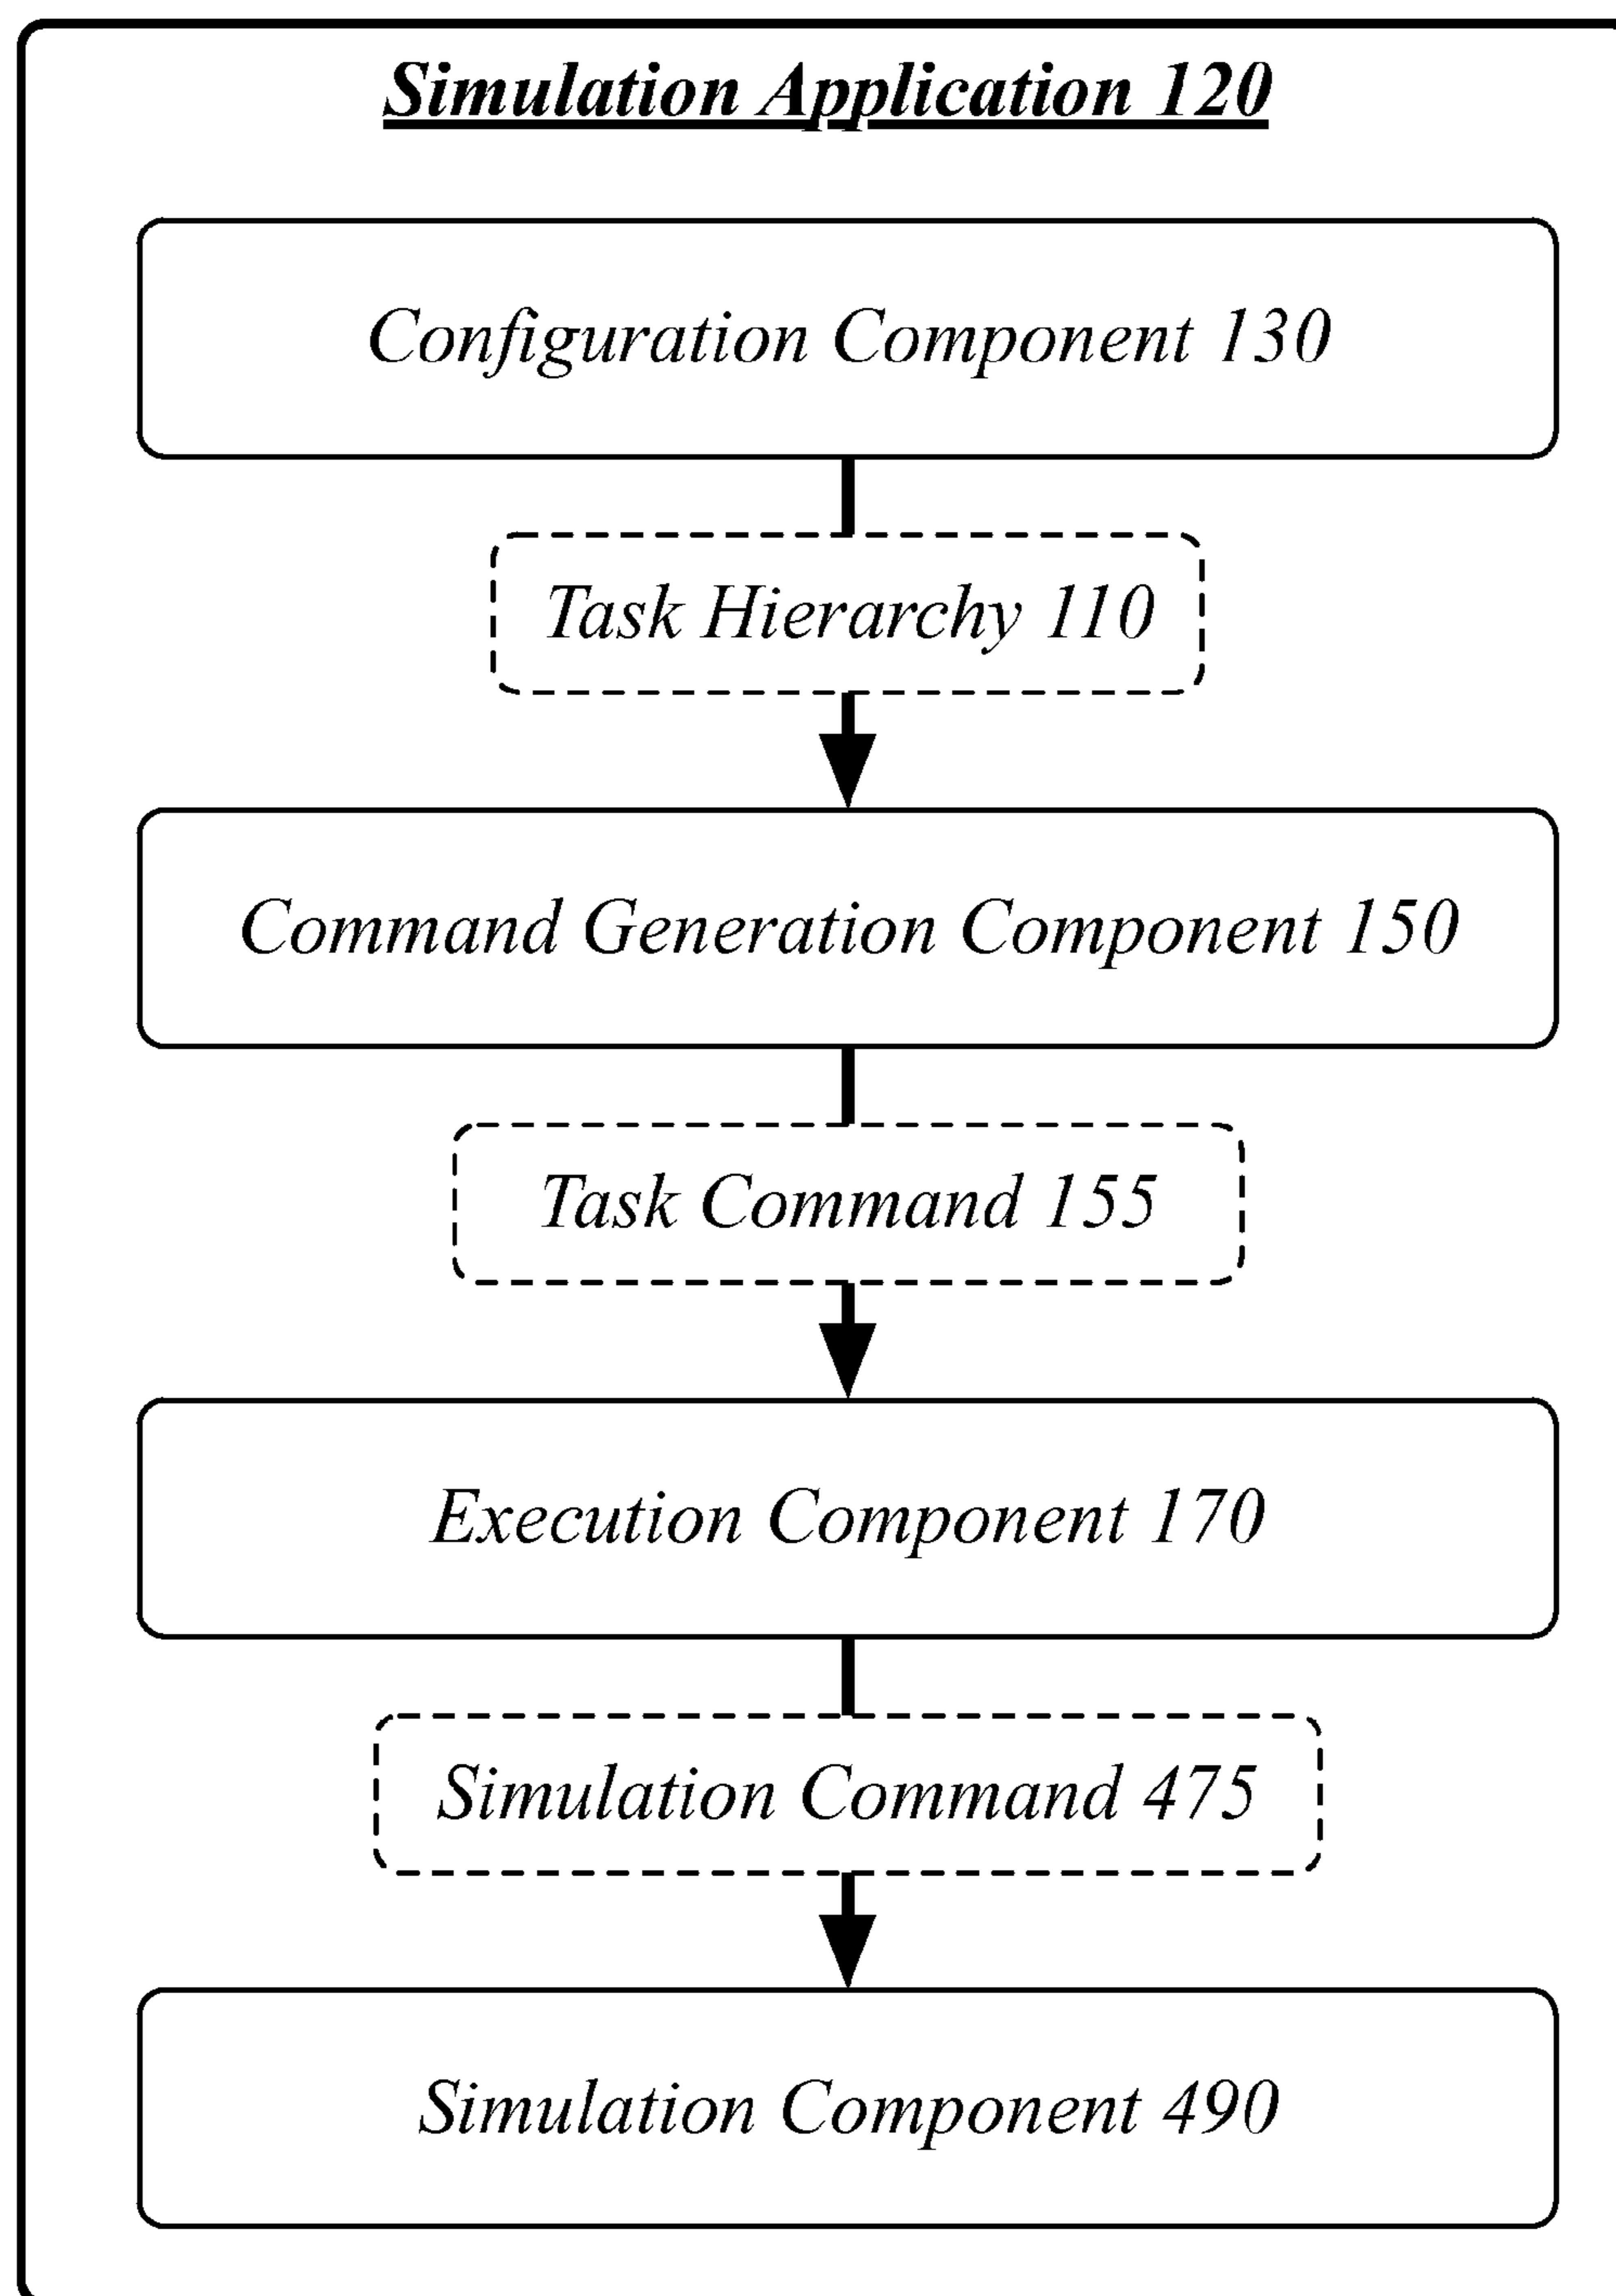 Simulation Application 120
Configuration Component 130
Task Hierarchy 110
Command Generation Component 150
Task Command 155
Execution Component 170
Simulation Command 475
Simulation Component 490